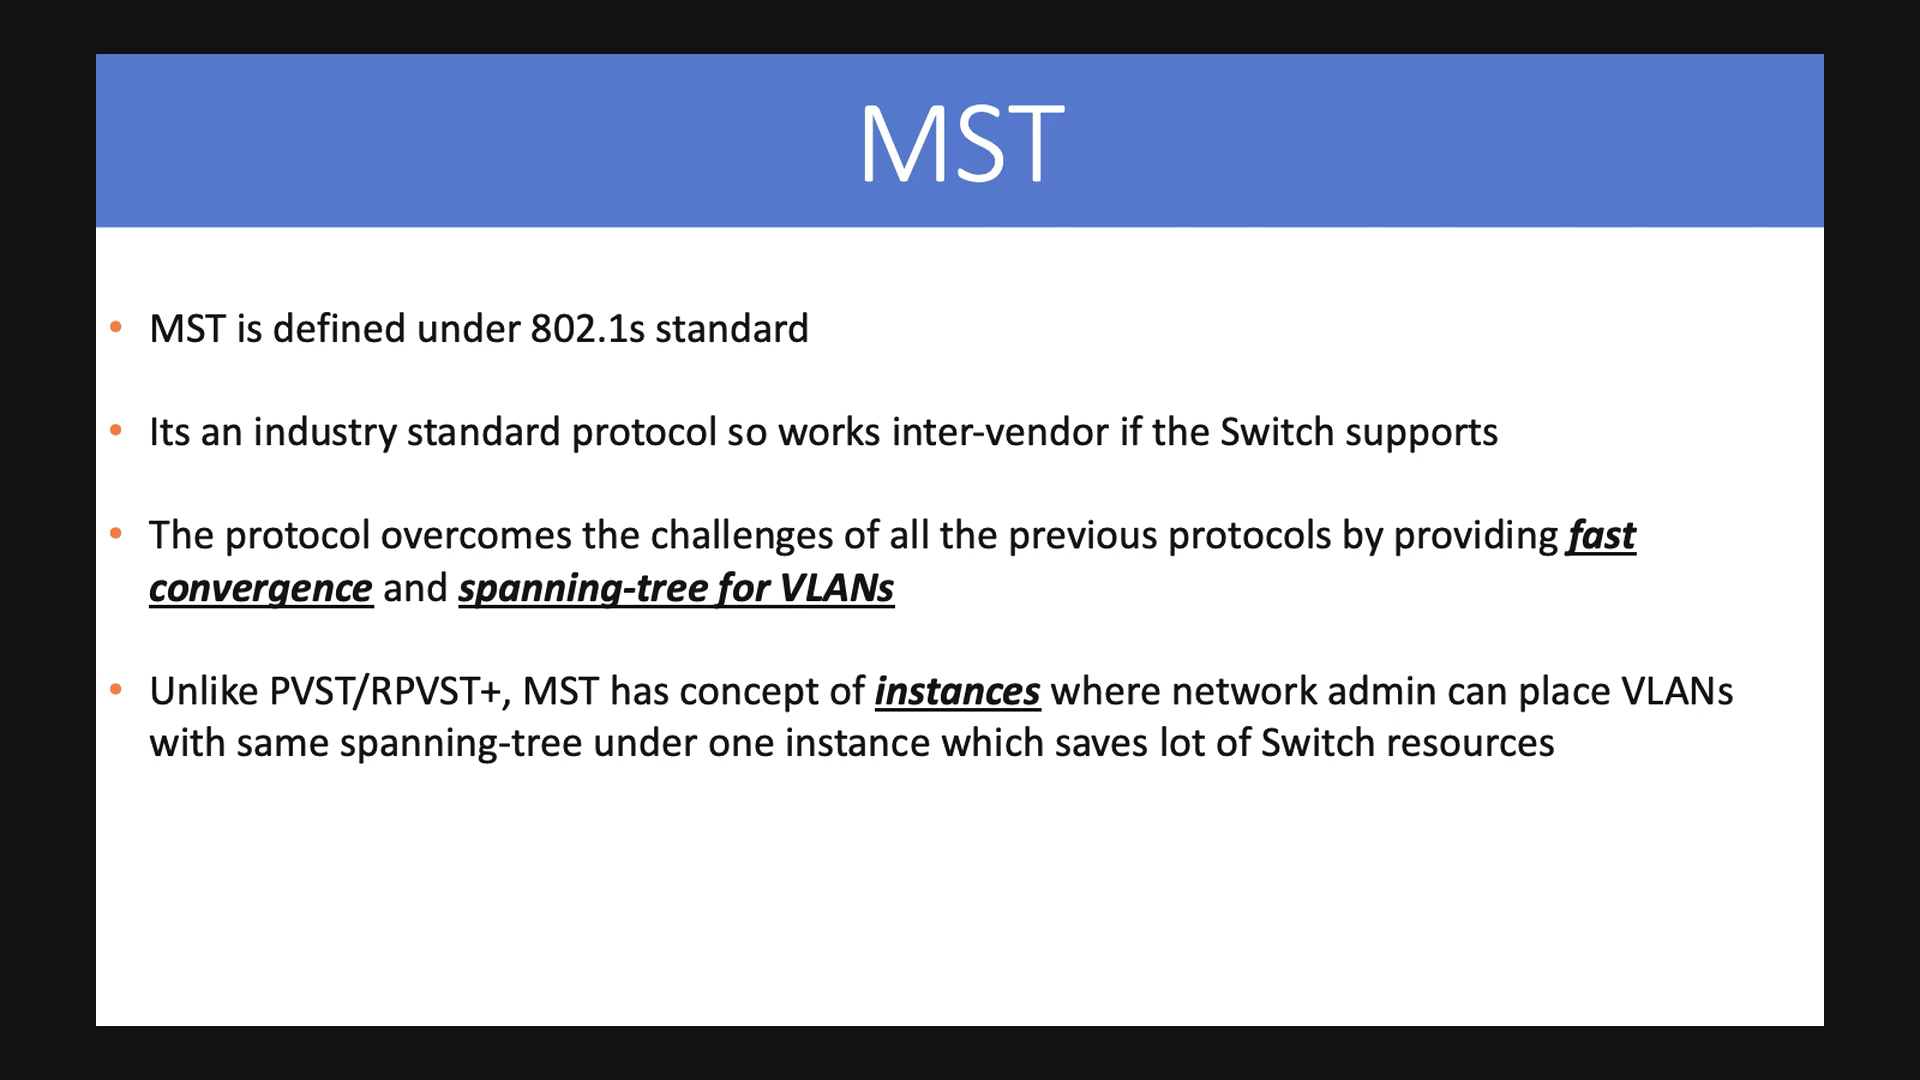 MST
• MST is defined under 802.1s standard
• Its an industry standard protocol so works inter-vendor if the Switch supports
• The protocol overcomes the challenges of all the previous protocols by providing fast
convergence and spanning-tree for VLANs
• Unlike PVST/RPVST+, MST has concept of instances where network admin can place VLANs
with same spanning-tree under one instance which saves lot of Switch resources